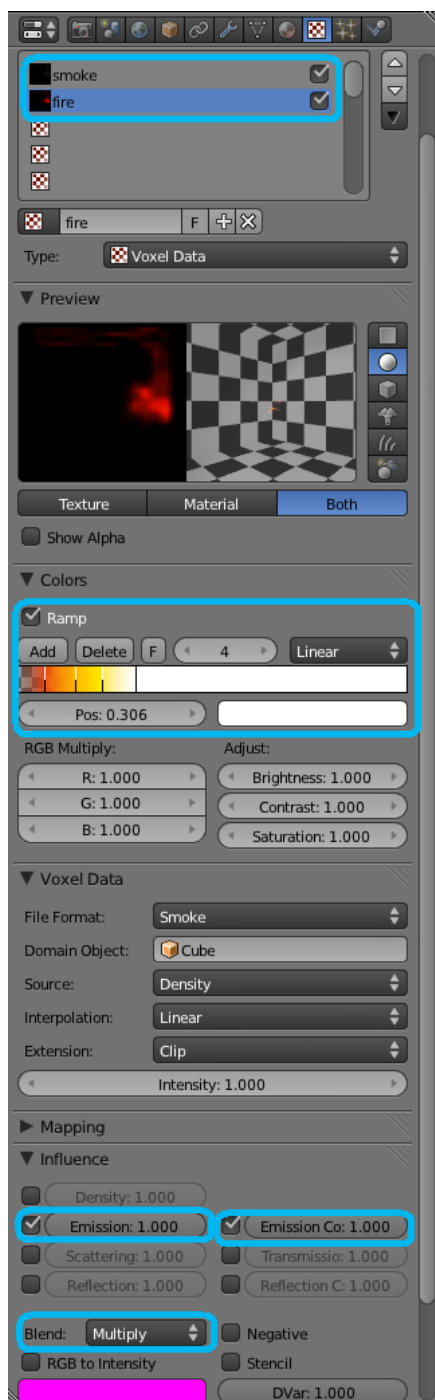 smoke
fire
fire F
Type: Voxel Data
Preview
Texture Material Both
Show Alpha
Colors
Ramp
Add Delete F 4 Linear
Pos: 0.306
RGB Multiply: Adjust:
R: 1.000 Brightness: 1.000
G: 1.000 Contrast: 1.000
B: 1.000 Saturation: 1.000
Voxel Data
File Format: Smoke
Domain Object: Cube
Source: Density
Interpolation: Linear
Extension: Clip
Intensity: 1.000
Mapping
Influence
Density: 1.000
Emission: 1.000 Emission Co: 1.000
Scattering: 1.000 Transmissio: 1.000
Reflection: 1.000 Reflection C: 1.000
Blend: Multiply Negative
RGB to Intensity Stencil
DVar: 1.000